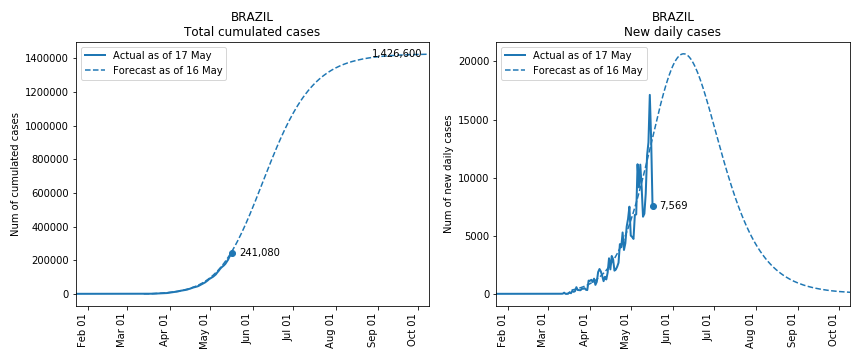 BRAZIL
Total cumulated cases
Actual as of 17 May
Forecast as of 16 May
1,426,600
241,080
Num of cumulated cases
1400000
1200000
1000000
800000
600000
400000
200000
0
Feb 01
Mar 01
Apr 01
May 01
Jun 01
Jul 01
Aug 01
Sep 01
Oct 01
BRAZIL
New daily cases
Actual as of 17 May
Forecast as of 16 May
7,569
Num of new daily cases
20000
15000
10000
5000
0
Feb 01
Mar 01
Apr 01
May 01
Jun 01
Jul 01
Aug 01
Sep 01
Oct 01